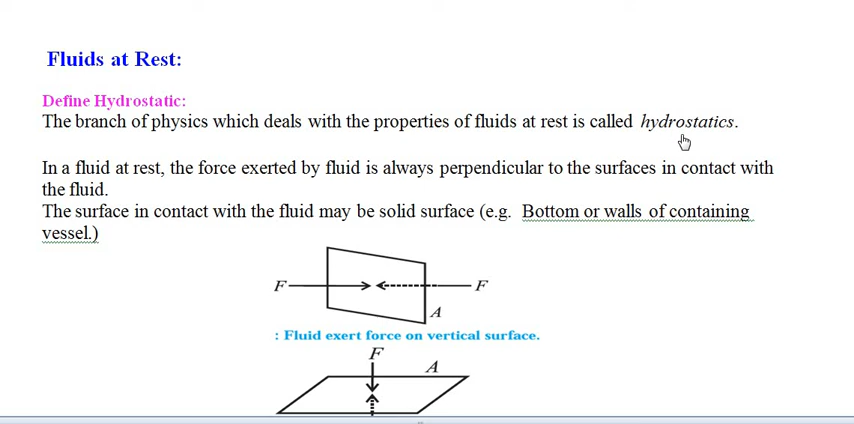 Fluids at Rest:
Define Hydrostatic:
The branch of physics which deals with the properties of fluids at rest is called hydrostatics.
In a fluid at rest, the force exerted by fluid is always perpendicular to the surfaces in contact with
the fluid.
The surface in contact with the fluid may be solid surface (e.g. Bottom or walls of containing
vessel.)
F F
A
: Fluid exert force on vertical surface.
F
A